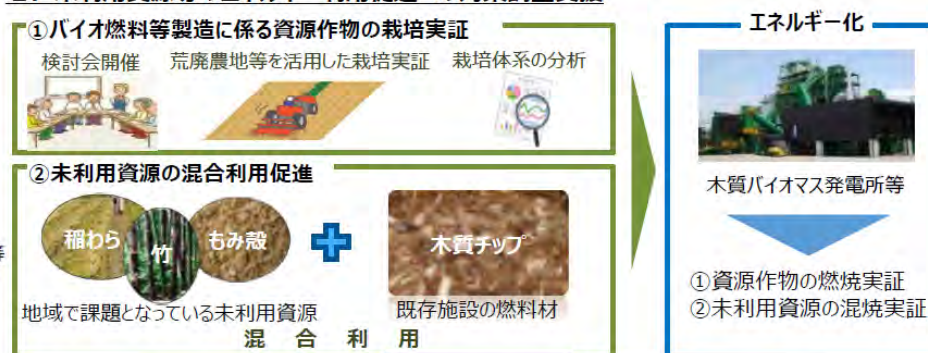 ①バイオ燃料等製造に係る資源作物の栽培実証
検討会開催 荒廃農地等を活用した栽培実証 栽培体系の分析
②未利用資源の混合利用促進
稲わら
竹
もみ殻
木質チップ
地域で課題となっている未利用資源
既存施設の燃料材
混合利用
エネルギー化
木質バイオマス発電所等
①資源作物の燃焼実証
②未利用資源の混焼実証